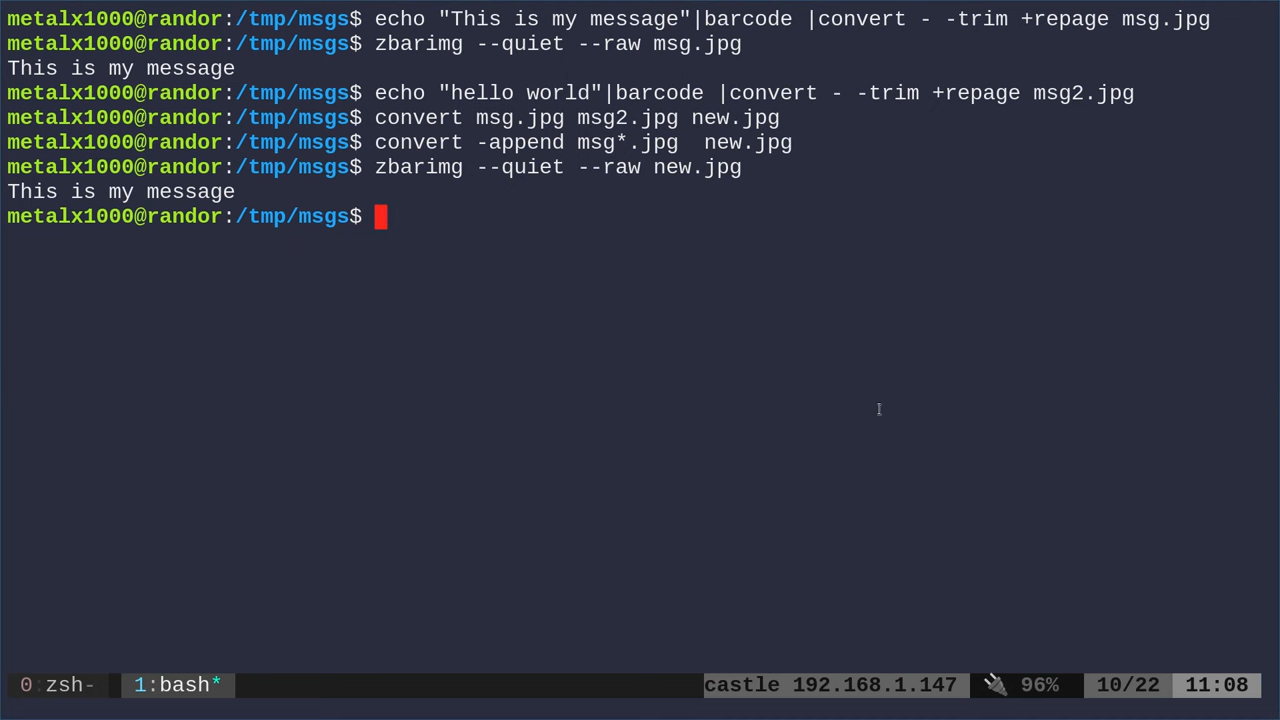 metalx1000@randor:/tmp/msgs$ echo "This is my message"|barcode |convert - -trim +repage msg.jpg
metalx1000@randor:/tmp/msgs$ zbarimg --quiet --raw msg.jpg
This is my message
metalx1000@randor:/tmp/msgs$ echo "hello world"|barcode |convert - -trim +repage msg2.jpg
metalx1000@randor:/tmp/msgs$ convert msg.jpg msg2.jpg new.jpg
metalx1000@randor:/tmp/msgs$ convert -append msg*.jpg  new.jpg
metalx1000@randor:/tmp/msgs$ zbarimg --quiet --raw new.jpg
This is my message
metalx1000@randor:/tmp/msgs$
0:zsh- 1:bash* castle 192.168.1.147 96% 10/22 11:08